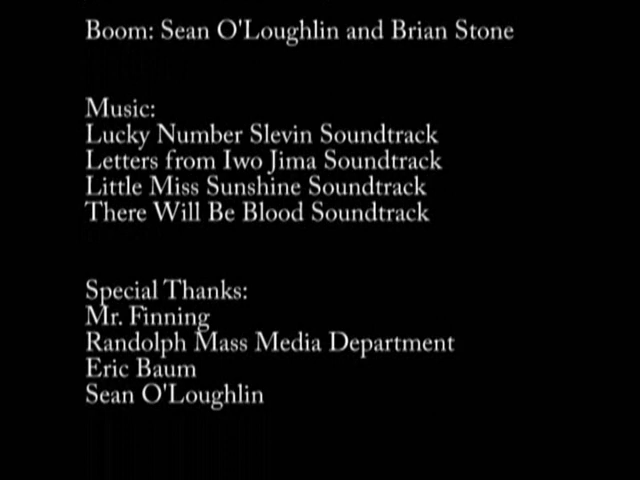 Boom: Sean O'Loughlin and Brian Stone
Music:
Lucky Number Slevin Soundtrack
Letters from Iwo Jima Soundtrack
Little Miss Sunshine Soundtrack
There Will Be Blood Soundtrack
Special Thanks:
Mr. Finning
Randolph Mass Media Department
Eric Baum
Sean O'Loughlin